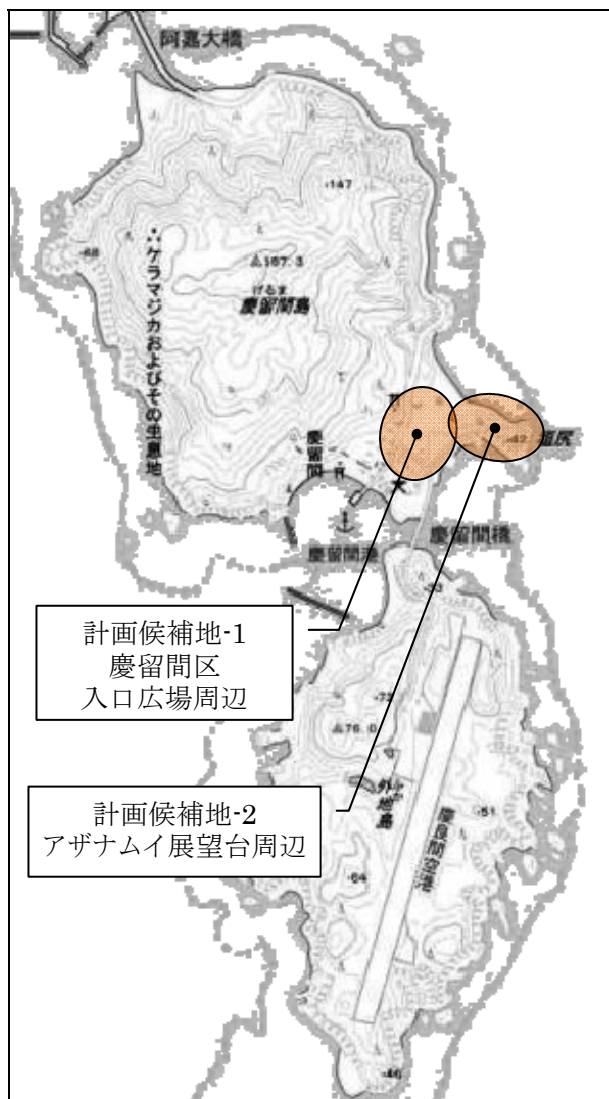 阿嘉大橋
・147
・68
△157.3
げるま
慶留間島
ケラマジカおよびその生息地
慶留間
・42
慶留間橋
慶留間港
計画候補地-1
慶留間区
入口広場周辺
・73
△76.0
外地島
・51
慶良間空港
計画候補地-2
アザナムイ展望台周辺
・64
・46